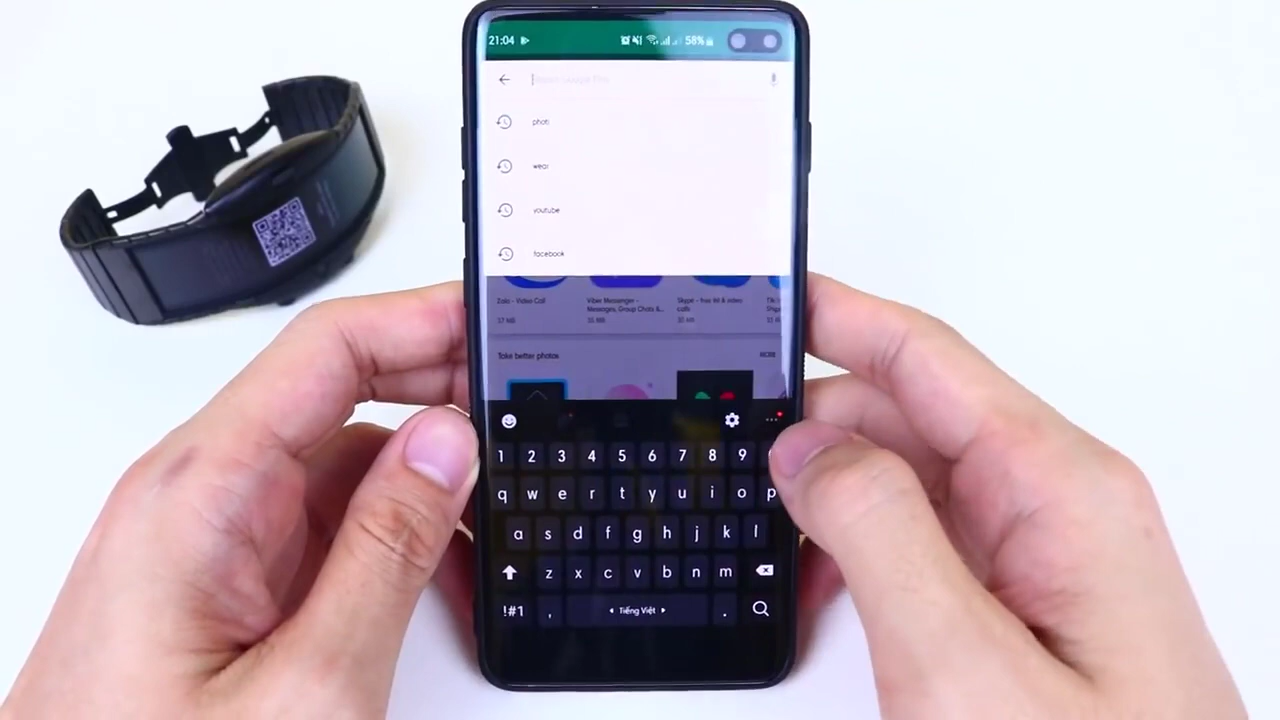 21:04 58%
photo
wear
youtube
facebook
Zalo - Video Call
Viber Messenger -
Messages, Group Chats &...
Skype - free IM & video
calls
Take better photos
MORE
1 2 3 4 5 6 7 8 9
q w e r t y u i o p
a s d f g h j k l
z x c v b n m
!#1 , Tiếng Việt .